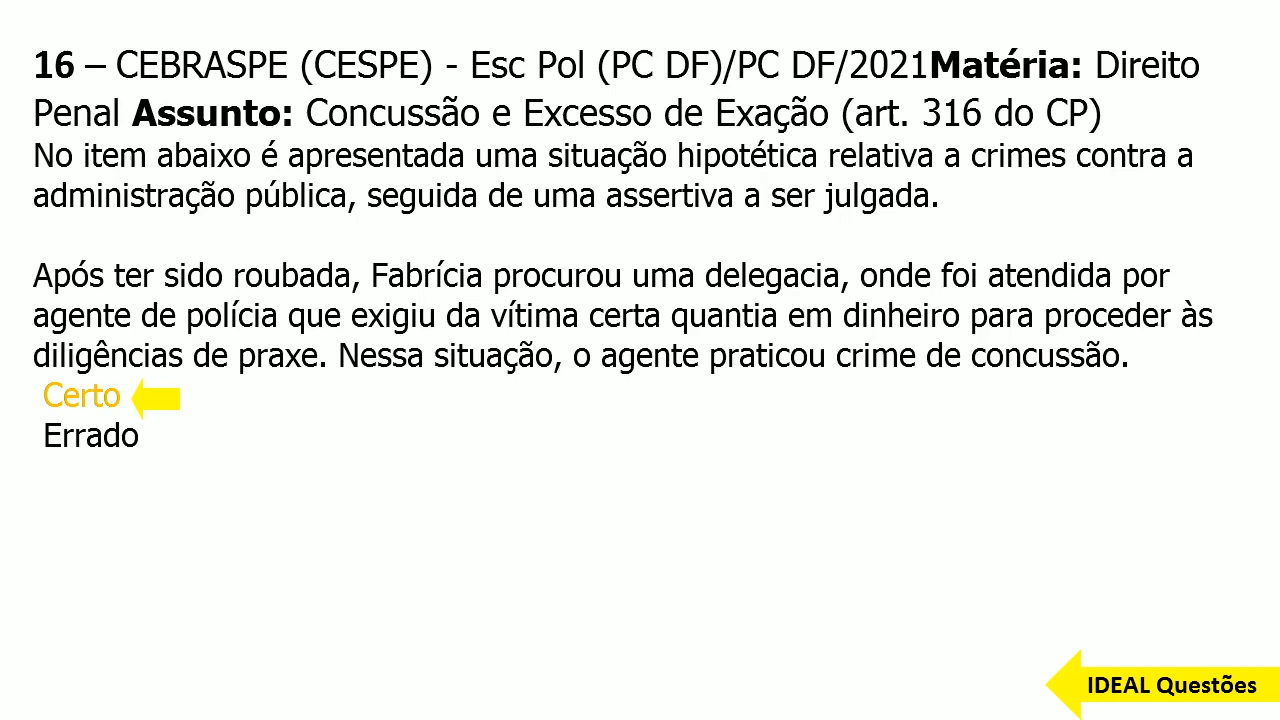 16 – CEBRASPE (CESPE) - Esc Pol (PC DF)/PC DF/2021Matéria: Direito
Penal Assunto: Concussão e Excesso de Exação (art. 316 do CP)
No item abaixo é apresentada uma situação hipotética relativa a crimes contra a
administração pública, seguida de uma assertiva a ser julgada.
Após ter sido roubada, Fabrícia procurou uma delegacia, onde foi atendida por
agente de polícia que exigiu da vítima certa quantia em dinheiro para proceder às
diligências de praxe. Nessa situação, o agente praticou crime de concussão.
Certo
Errado
IDEAL Questões